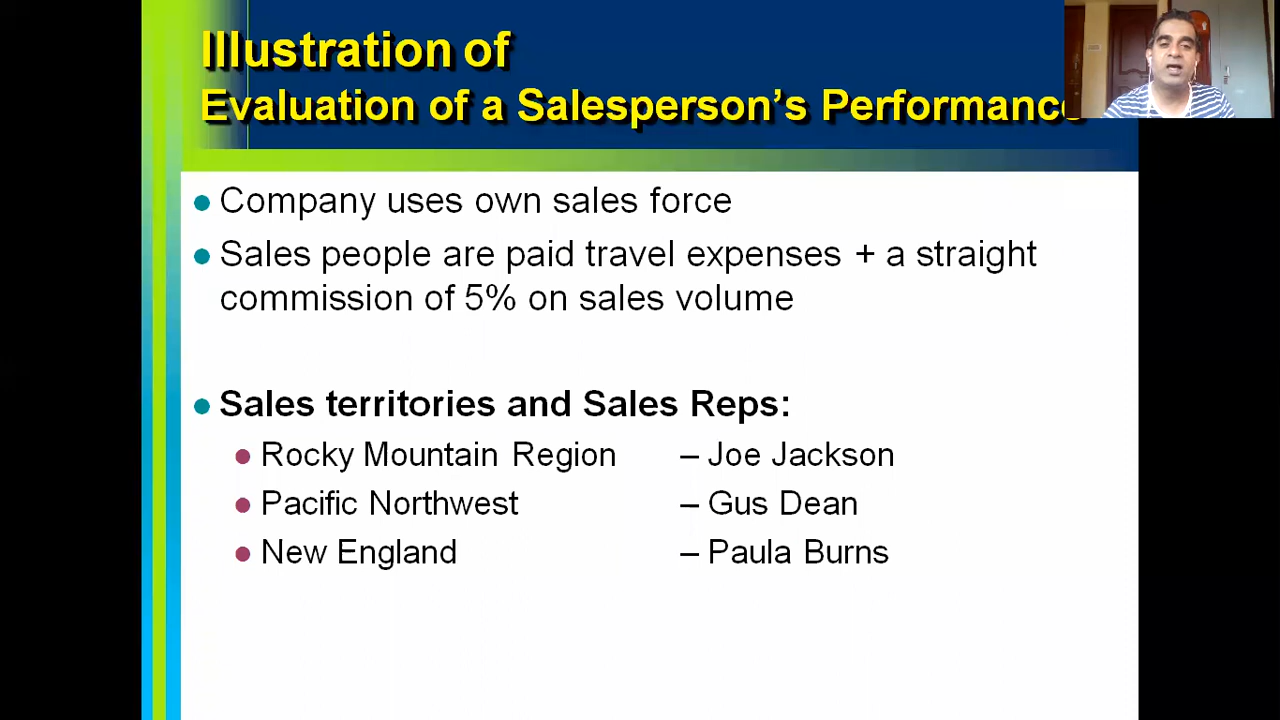 Illustration of
Evaluation of a Salesperson's Performance
Company uses own sales force
Sales people are paid travel expenses + a straight
commission of 5% on sales volume
Sales territories and Sales Reps:
Rocky Mountain Region – Joe Jackson
Pacific Northwest – Gus Dean
New England – Paula Burns